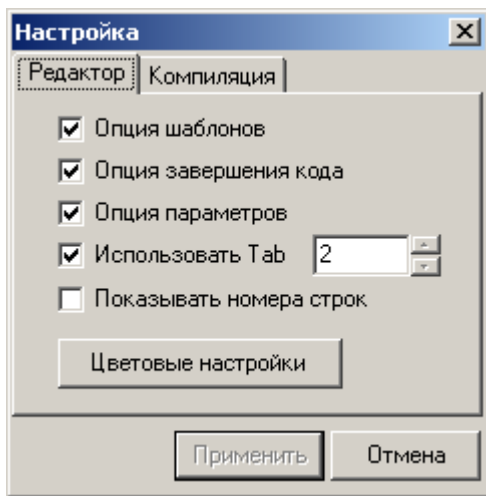 Настройка
Редактор Компиляция
Опция шаблонов
Опция завершения кода
Опция параметров
Использовать Tab 2
Показывать номера строк
Цветовые настройки
Применить Отмена